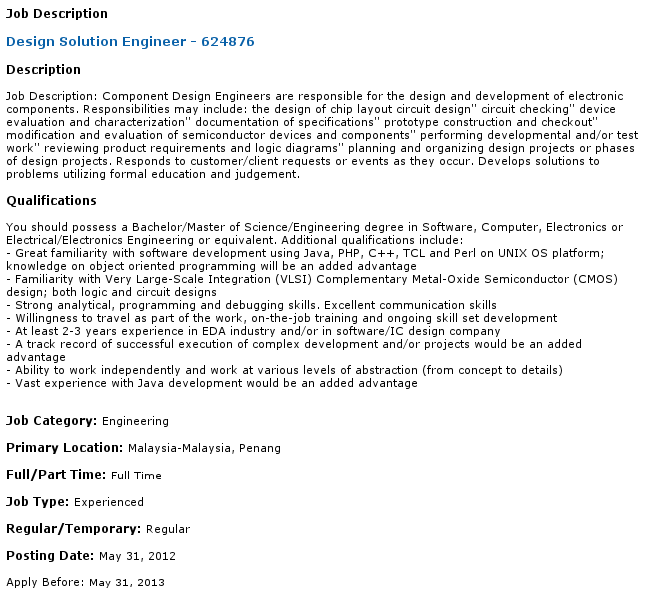 Job Description
Design Solution Engineer - 624876
Description
Job Description: Component Design Engineers are responsible for the design and development of electronic
components. Responsibilities may include: the design of chip layout circuit design" circuit checking" device
evaluation and characterization" documentation of specifications" prototype construction and checkout"
modification and evaluation of semiconductor devices and components" performing developmental and/or test
work" reviewing product requirements and logic diagrams" planning and organizing design projects or phases
of design projects. Responds to customer/client requests or events as they occur. Develops solutions to
problems utilizing formal education and judgement.
Qualifications
You should possess a Bachelor/Master of Science/Engineering degree in Software, Computer, Electronics or
Electrical/Electronics Engineering or equivalent. Additional qualifications include:
- Great familiarity with software development using Java, PHP, C++, TCL and Perl on UNIX OS platform;
knowledge on object oriented programming will be an added advantage
- Familiarity with Very Large-Scale Integration (VLSI) Complementary Metal-Oxide Semiconductor (CMOS)
design; both logic and circuit designs
- Strong analytical, programming and debugging skills. Excellent communication skills
- Willingness to travel as part of the work, on-the-job training and ongoing skill set development
- At least 2-3 years experience in EDA industry and/or in software/IC design company
- A track record of successful execution of complex development and/or projects would be an added
advantage
- Ability to work independently and work at various levels of abstraction (from concept to details)
- Vast experience with Java development would be an added advantage
Job Category: Engineering
Primary Location: Malaysia-Malaysia, Penang
Full/Part Time: Full Time
Job Type: Experienced
Regular/Temporary: Regular
Posting Date: May 31, 2012
Apply Before: May 31, 2013